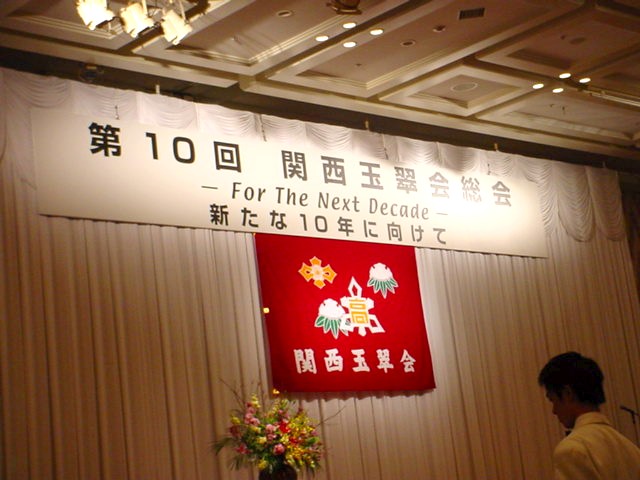 第10回 関西玉翠会総会
— For The Next Decade —
新たな10年に向けて
高
関西玉翠会